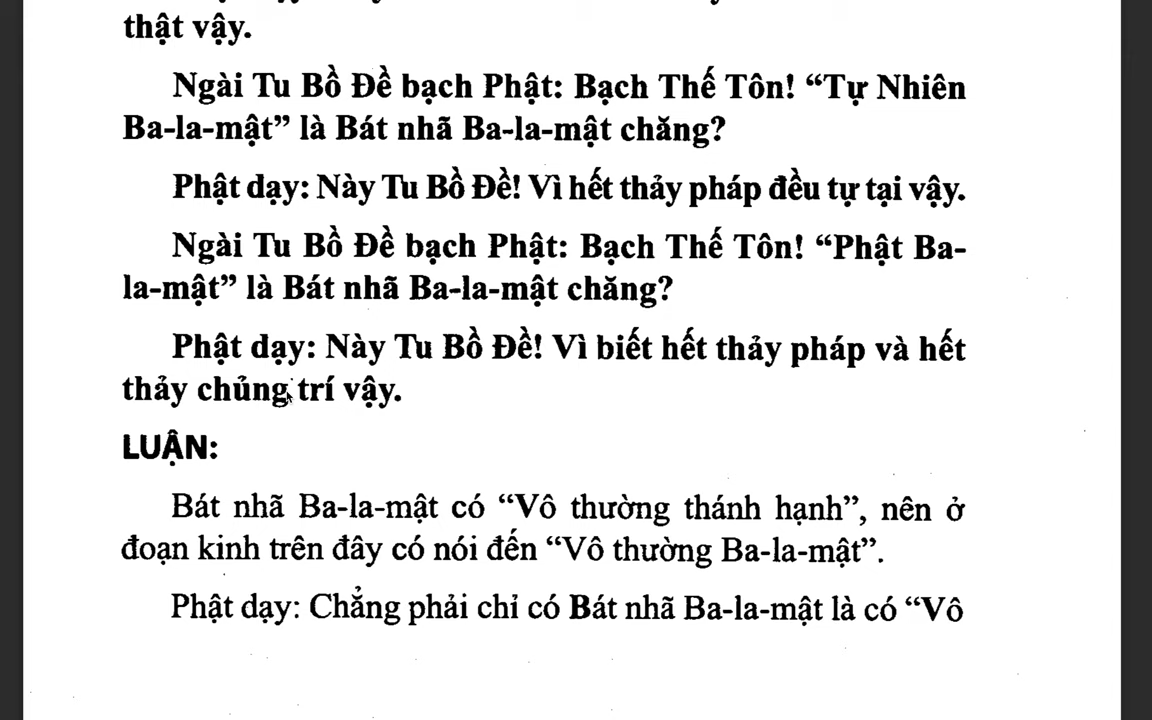 thật vậy.
Ngài Tu Bồ Đề bạch Phật: Bạch Thế Tôn! “Tự Nhiên
Ba-la-mật” là Bát nhã Ba-la-mật chăng?
Phật dạy: Này Tu Bồ Đề! Vì hết thảy pháp đều tự tại vậy.
Ngài Tu Bồ Đề bạch Phật: Bạch Thế Tôn! “Phật Ba-
la-mật” là Bát nhã Ba-la-mật chăng?
Phật dạy: Này Tu Bồ Đề! Vì biết hết thảy pháp và hết
thảy chủng trí vậy.
LUẬN:
Bát nhã Ba-la-mật có “Vô thường thánh hạnh”, nên ở
đoạn kinh trên đây có nói đến “Vô thường Ba-la-mật”.
Phật dạy: Chẳng phải chỉ có Bát nhã Ba-la-mật là có “Vô